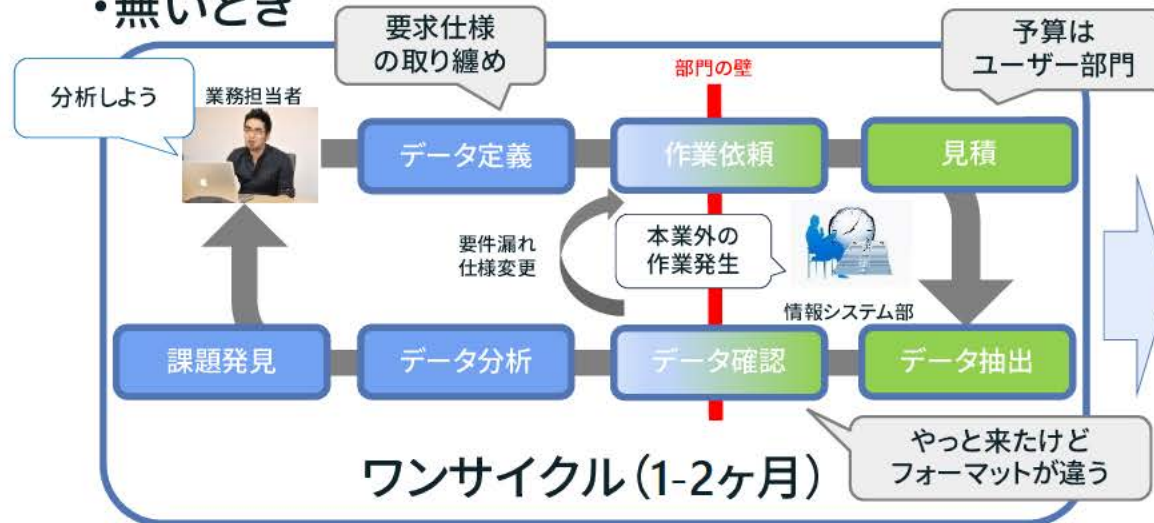 ・無いとき
要求仕様
の取り纏め
予算は
ユーザー部門
部門の壁
分析しよう
業務担当者
データ定義
作業依頼
見積
要件漏れ
仕様変更
本業外の
作業発生
情報システム部
課題発見
データ分析
データ確認
データ抽出
やっと来たけど
フォーマットが違う
ワンサイクル(1-2ヶ月)